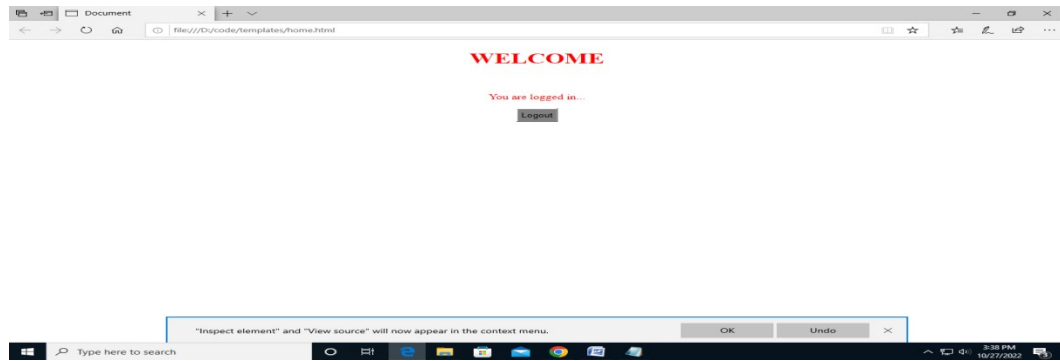 Document
file:///D:/code/templates/home.html
WELCOME
You are logged in...
Logout
"Inspect element" and "View source" will now appear in the context menu.
OK
Undo
Type here to search
3:38 PM
10/27/2022